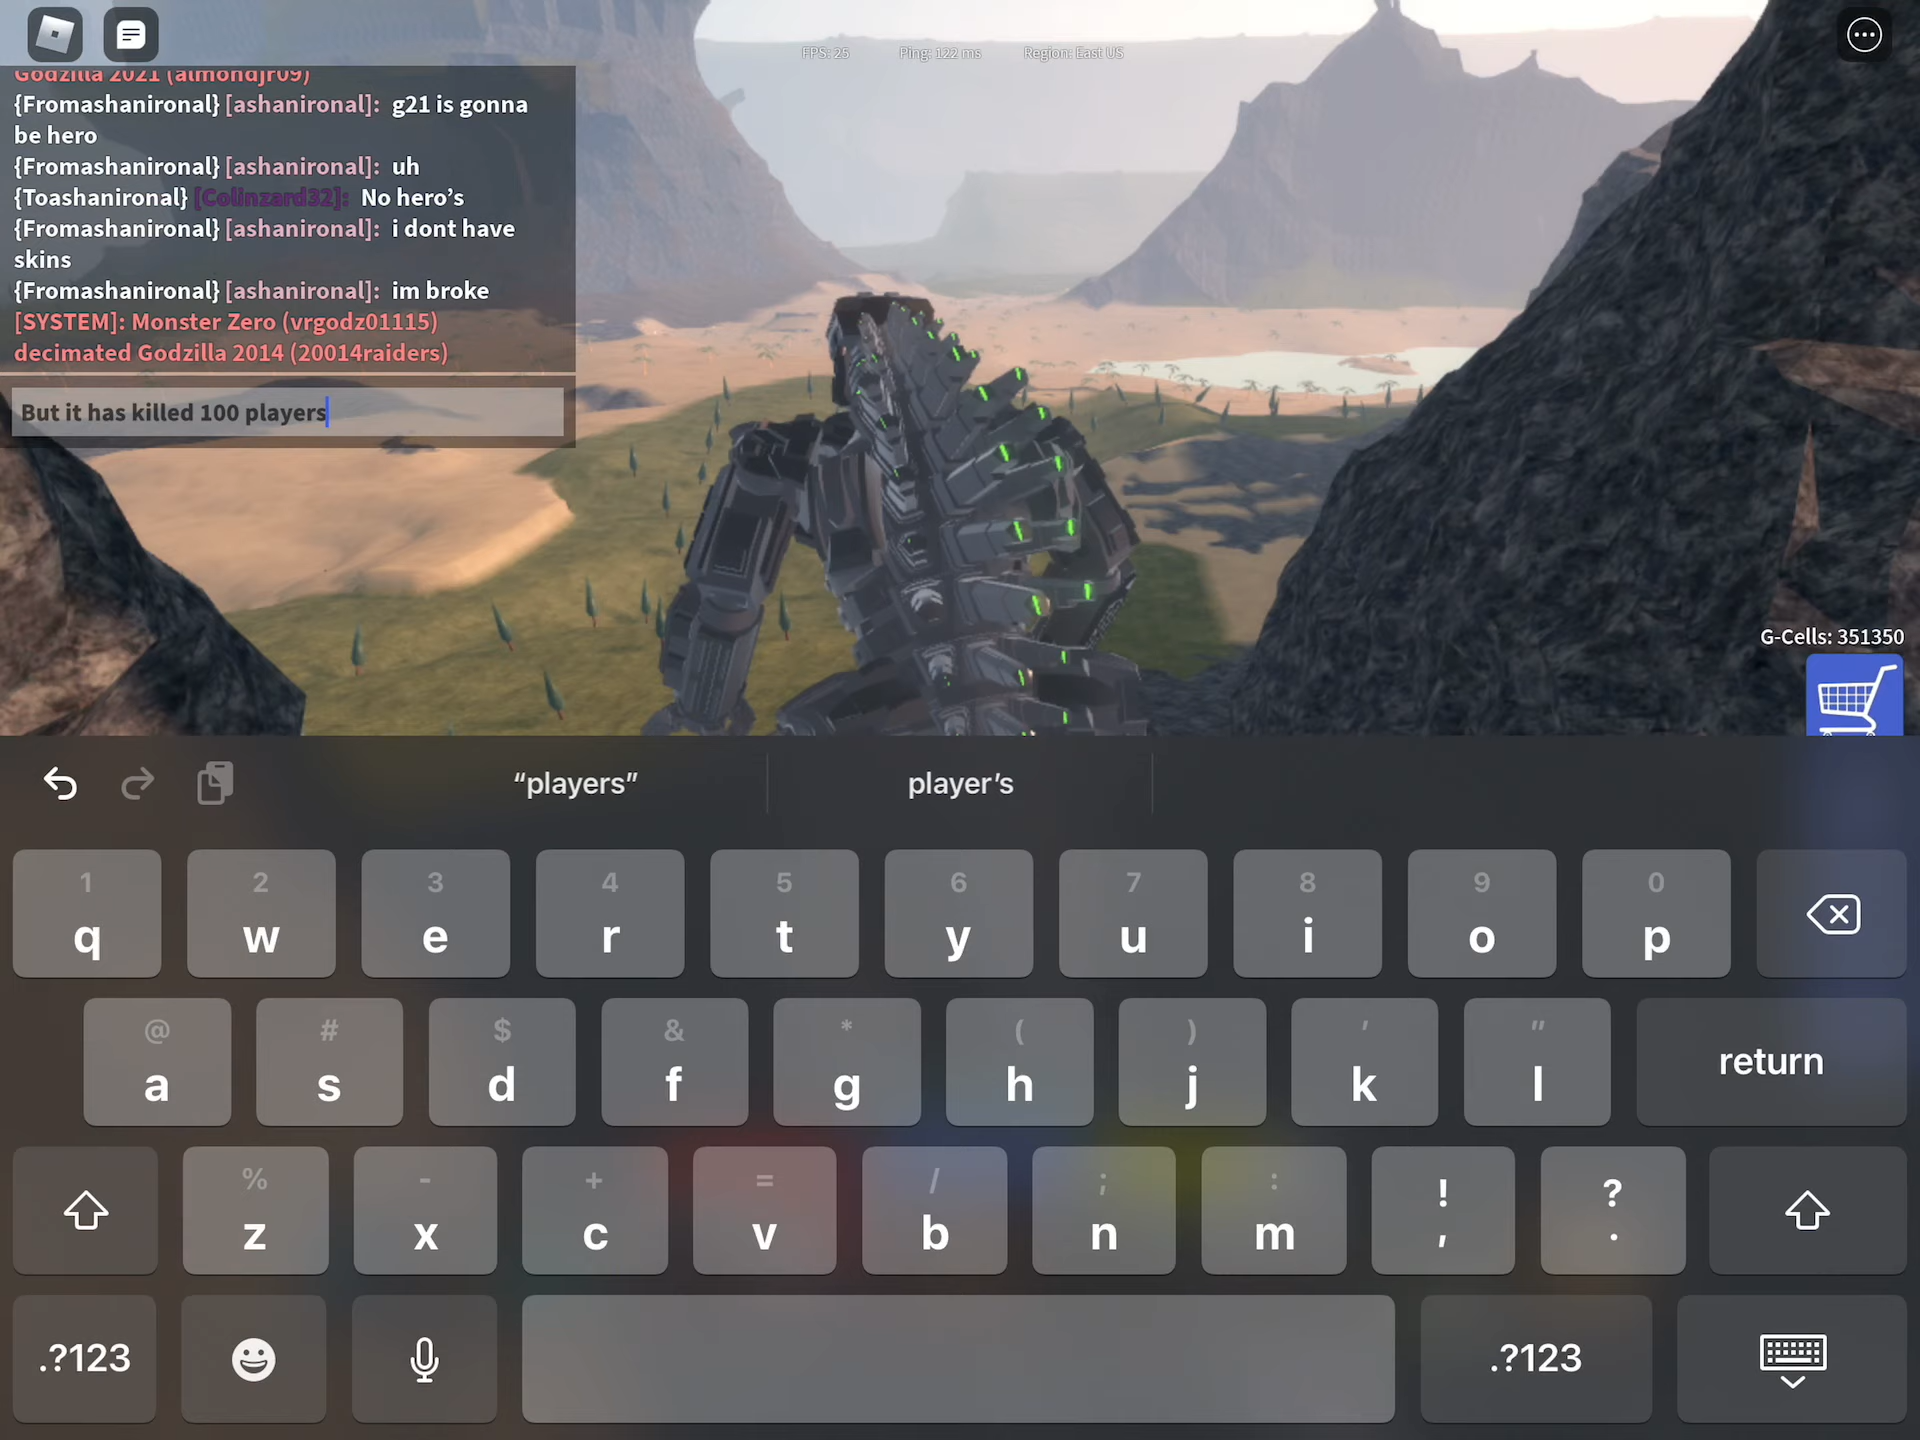 FPS: 25 Ping: 122 ms Region: East US
Godzilla 2021 (almondjr09)
{Fromashanironal} [ashanironal]: g21 is gonna
be hero
{Fromashanironal} [ashanironal]: uh
{Toashanironal} [Colinzard32]: No hero’s
{Fromashanironal} [ashanironal]: i dont have
skins
{Fromashanironal} [ashanironal]: im broke
[SYSTEM]: Monster Zero (vrgodz01115)
decimated Godzilla 2014 (20014raiders)
But it has killed 100 players
G-Cells: 351350
“players” player’s
1 2 3 4 5 6 7 8 9 0
q w e r t y u i o p
@ # $ & * ( ) ' "
a s d f g h j k l return
% - + = / ; : ! ?
z x c v b n m , .
.?123 .?123